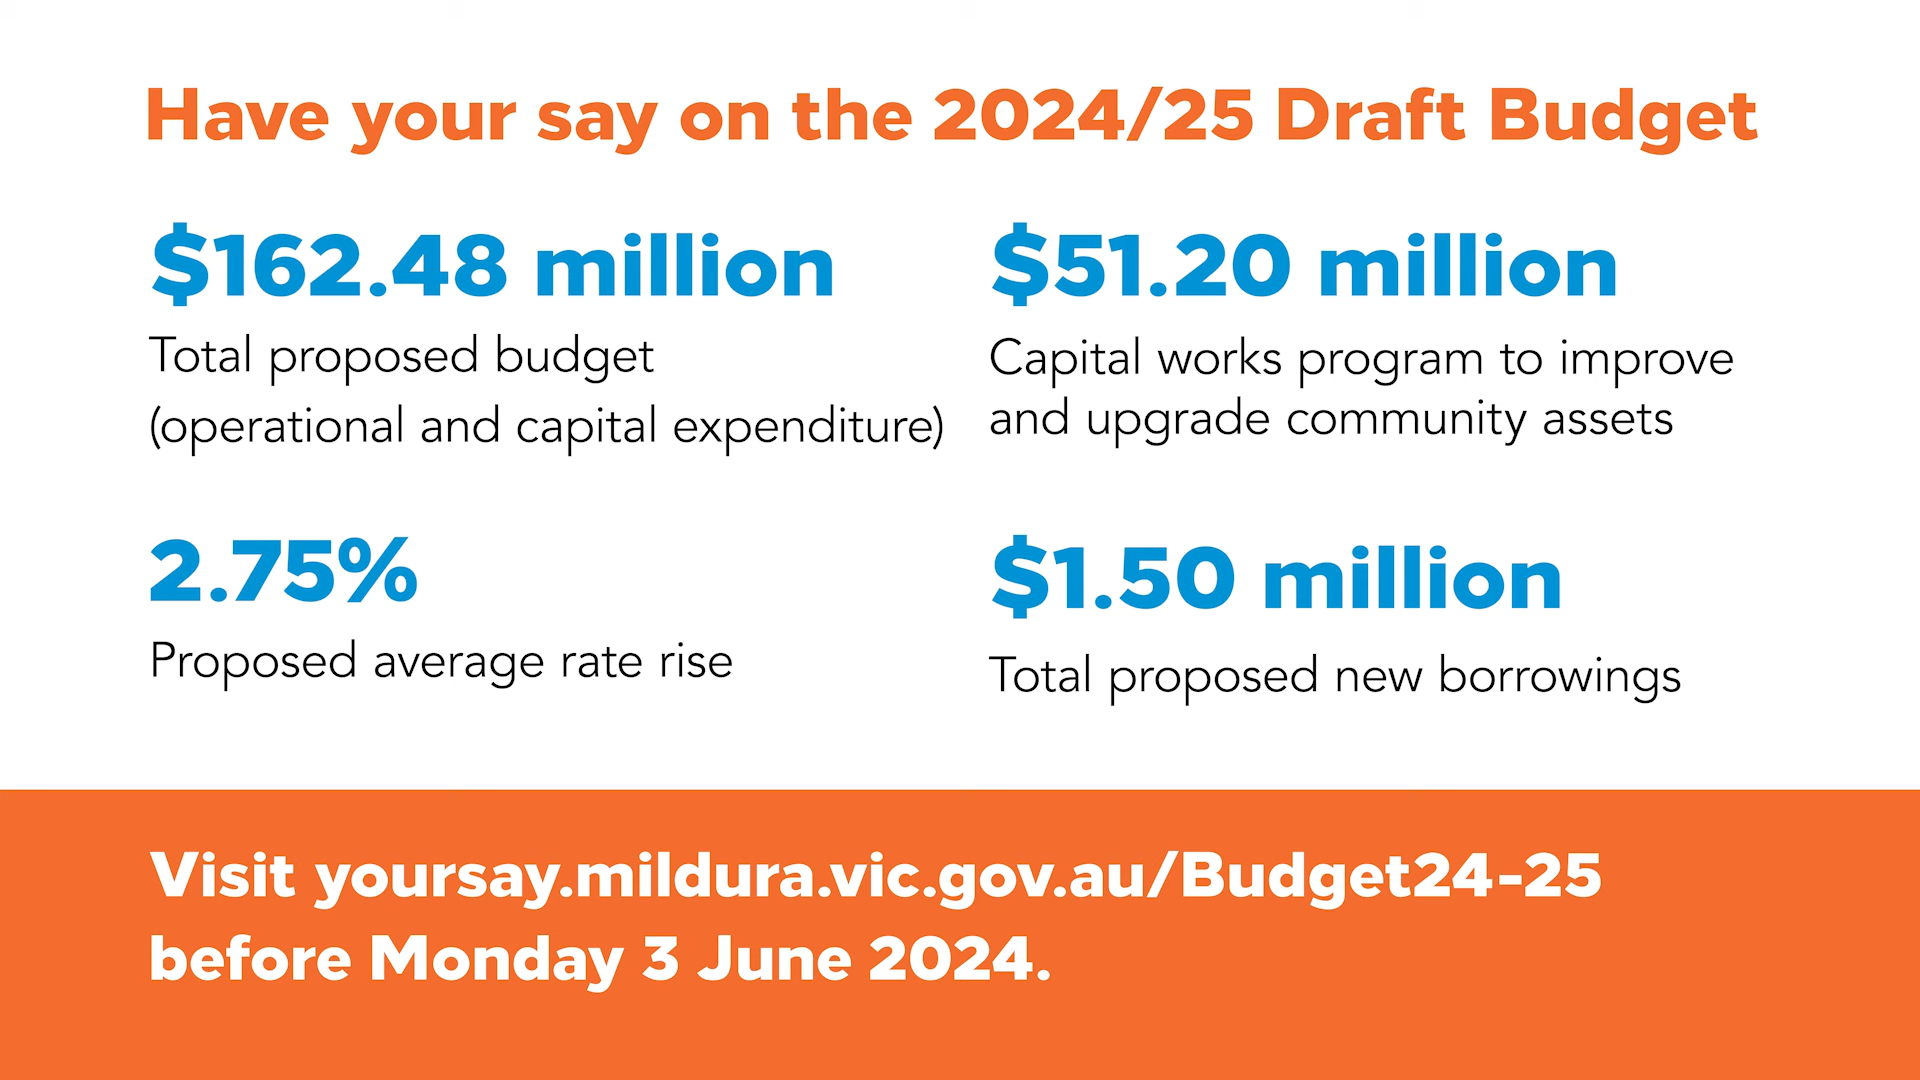 Have your say on the 2024/25 Draft Budget
$162.48 million
Total proposed budget
(operational and capital expenditure)
$51.20 million
Capital works program to improve
and upgrade community assets
2.75%
Proposed average rate rise
$1.50 million
Total proposed new borrowings
Visit yoursay.mildura.vic.gov.au/Budget24-25
before Monday 3 June 2024.